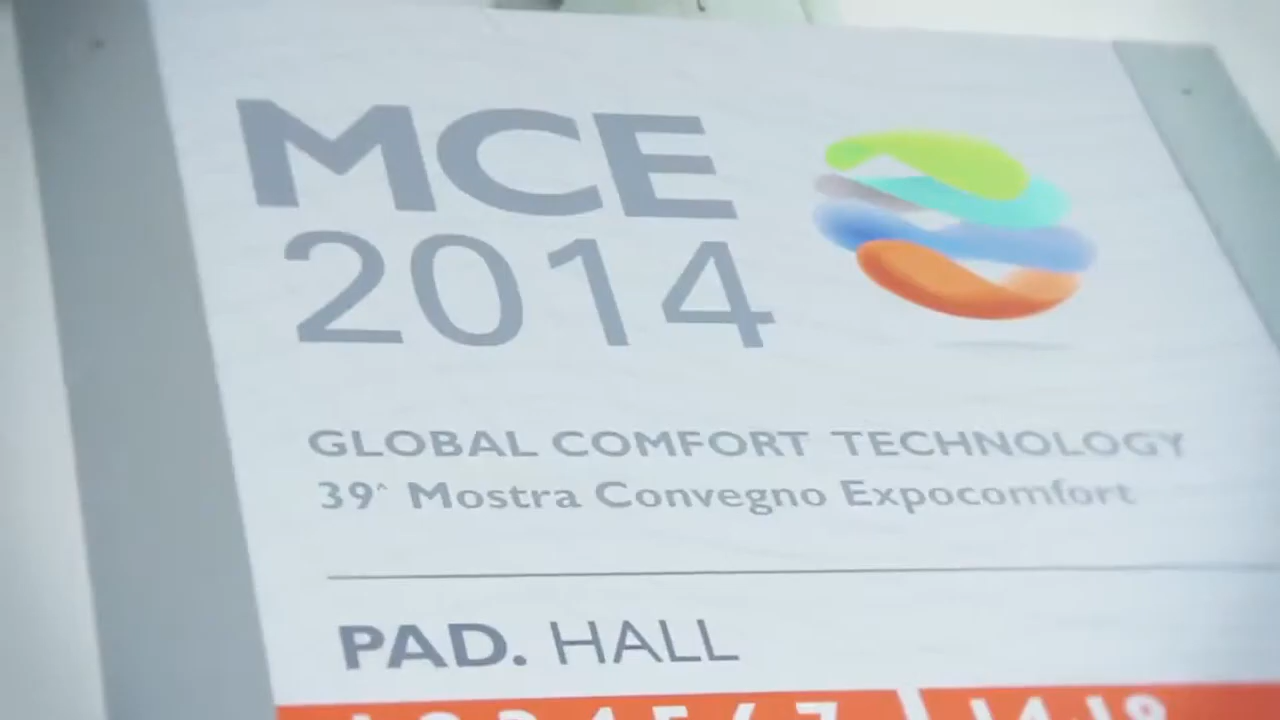 MCE
2014
GLOBAL COMFORT TECHNOLOGY
39^ Mostra Convegno Expocomfort
PAD. HALL